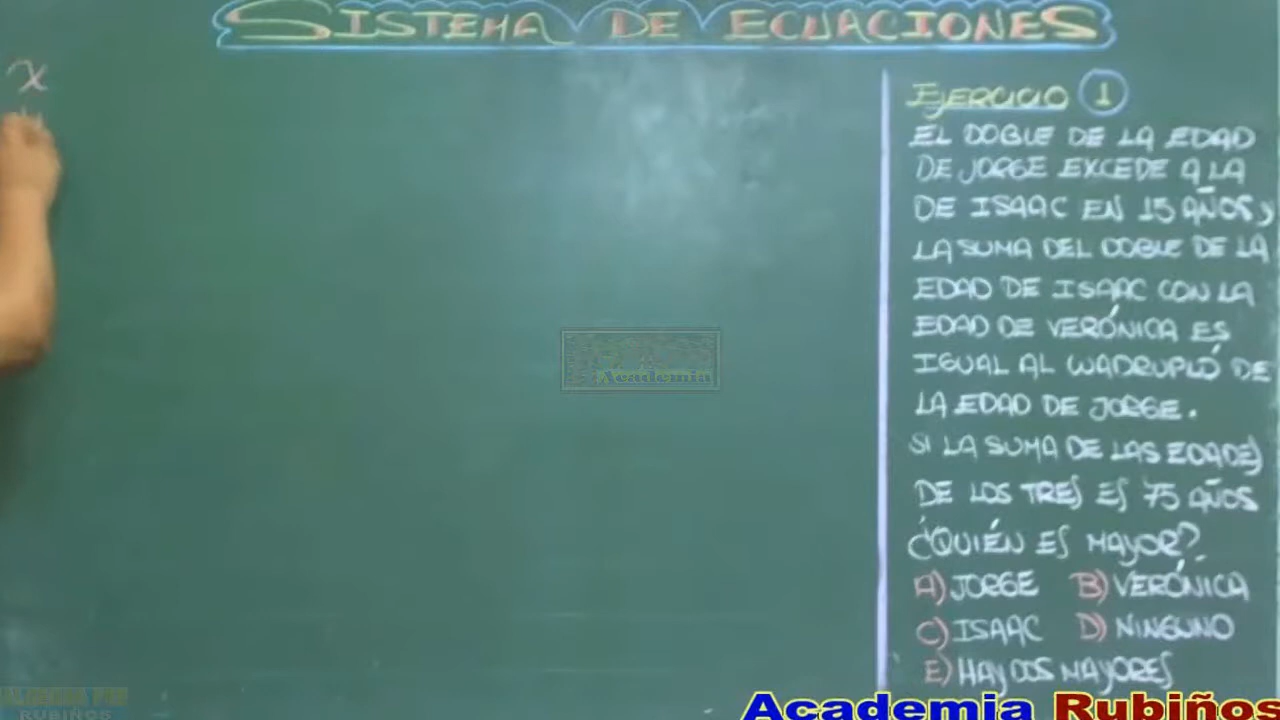 SISTEMA DE ECUACIONES
x
EJERCICIO 1
EL DOBLE DE LA EDAD
DE JORGE EXCEDE A LA
DE ISAAC EN 15 AÑOS y
LA SUMA DEL DOBLE DE LA
EDAD DE ISAAC CON LA
EDAD DE VERÓNICA ES
IGUAL AL CUADRUPLO DE
LA EDAD DE JORGE.
SI LA SUMA DE LAS EDADES
DE LOS TRES ES 75 AÑOS
¿QUIÉN ES MAYOR?
A) JORGE B) VERÓNICA
C) ISAAC D) NINGUNO
E) HAY DOS MAYORES
Academia
RUBIÑOS
Academia Rubiños